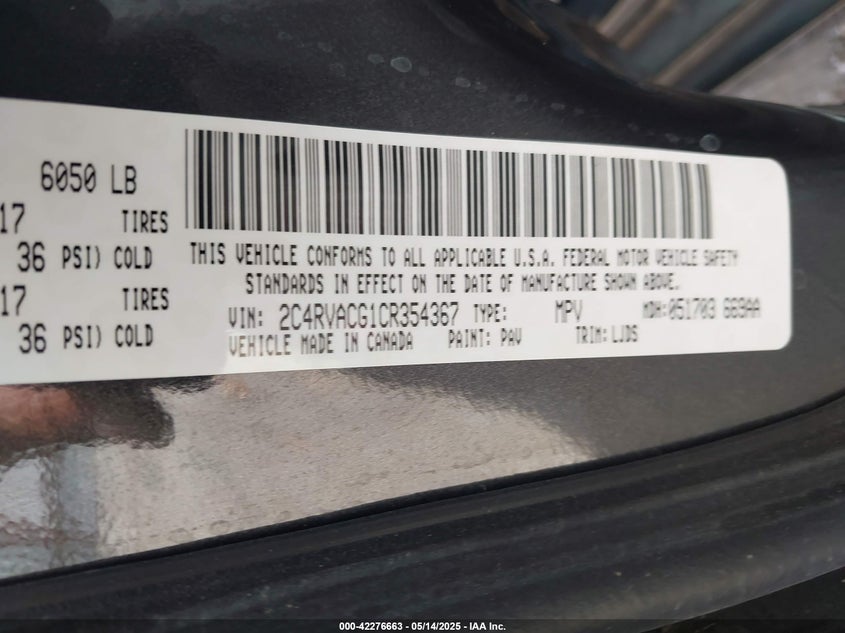 6050 LB
17 TIRES
36 PSI) COLD
17 TIRES
36 PSI) COLD
THIS VEHICLE CONFORMS TO ALL APPLICABLE U.S.A. FEDERAL MOTOR VEHICLE SAFETY
STANDARDS IN EFFECT ON THE DATE OF MANUFACTURE SHOWN ABOVE.
VIN: 2C4RVACG1CR354367 TYPE: MPV MDH:051703 669AA
VEHICLE MADE IN CANADA PAINT: PAV TRIM: LJDS
000-42276663 — 05/14/2025 — IAA Inc.